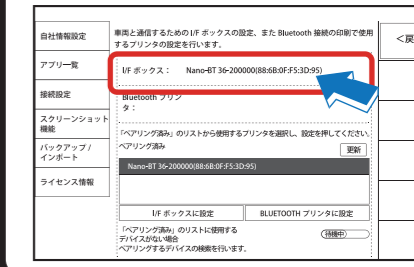 自社情報設定
アプリ一覧
接続設定
スクリーンショット
機能
バックアップ /
インポート
ライセンス情報
車両と通信するための I/F ボックスの設定、また Bluetooth 接続の印刷で使用
するプリンタの設定を行います。
I/F ボックス： Nano-BT 36-200000(88:6B:0F:F5:3D:95)
Bluetooth プリン
タ：
「ペアリング済み」のリストから使用するプリンタを選択し、設定を押してください。
ペアリング済み
更新
Nano-BT 36-200000(88:6B:0F:F5:3D:95)
I/F ボックスに設定
BLUETOOTH プリンタに設定
「ペアリング済み」のリストに使用する
デバイスがない場合
ペアリングするデバイスの検索を行います。
待機中
<戻